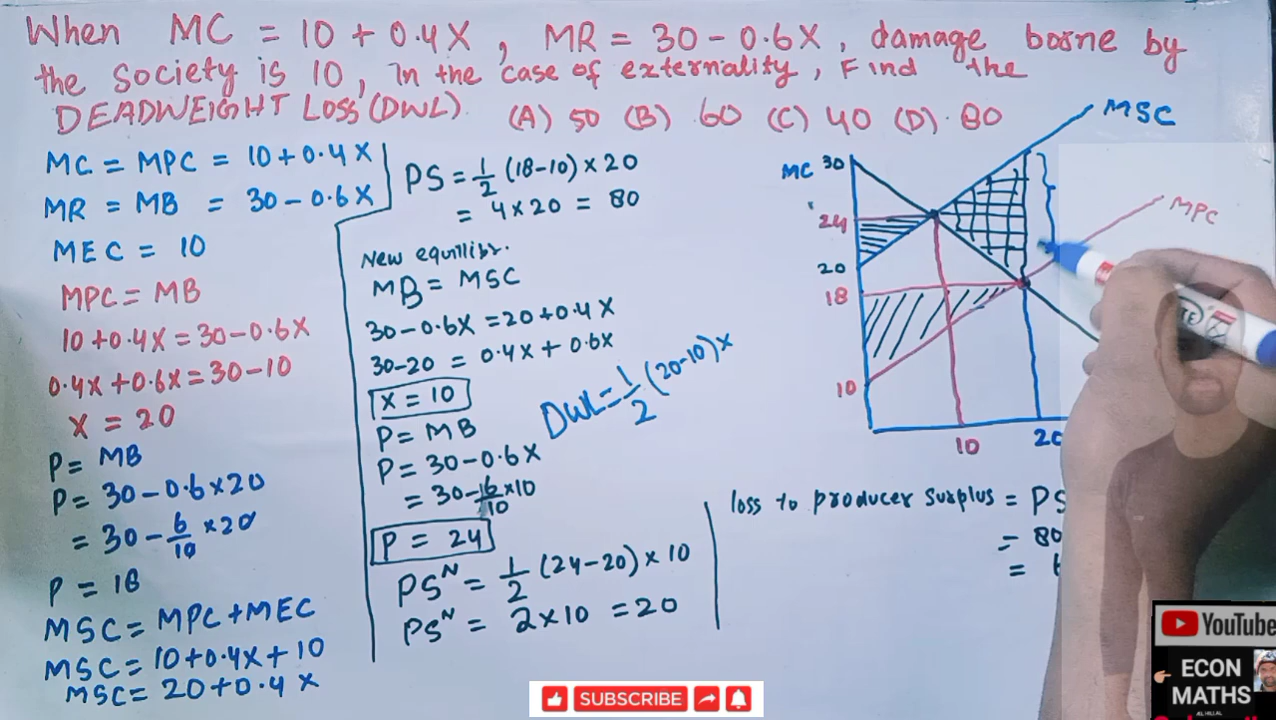 When MC = 10 + 0.4X, MR = 30 - 0.6X, damage borne by
the society is 10, In the case of externality, Find the
DEADWEIGHT LOSS (DWL). (A) 50 (B) 60 (C) 40 (D). 80
MC = MPC = 10 + 0.4X
MR = MB = 30 - 0.6X
MEC = 10
MPC = MB
10 + 0.4X = 30 - 0.6X
0.4X + 0.6X = 30 - 10
X = 20
P = MB
P = 30 - 0.6 x 20
= 30 - 6/10 x 20
P = 18
MSC = MPC + MEC
MSC = 10 + 0.4X + 10
MSC = 20 + 0.4 X
PS = 1/2 (18-10) x 20
= 4 x 20 = 80
New equilibr.
MB = MSC
30 - 0.6X = 20 + 0.4X
30 - 20 = 0.4X + 0.6X
X = 10
P = MB
P = 30 - 0.6X
= 30 - 6/10 x 10
P = 24
PSᴺ = 1/2 (24-20) x 10
PSᴺ = 2 x 10 = 20
DWL = 1/2 (20-10) x
MSC
MC 30
MPC
24
20
18
10
10 20
loss to producer surplus = PS
= 80
=
SUBSCRIBE
YouTube
ECON
MATHS